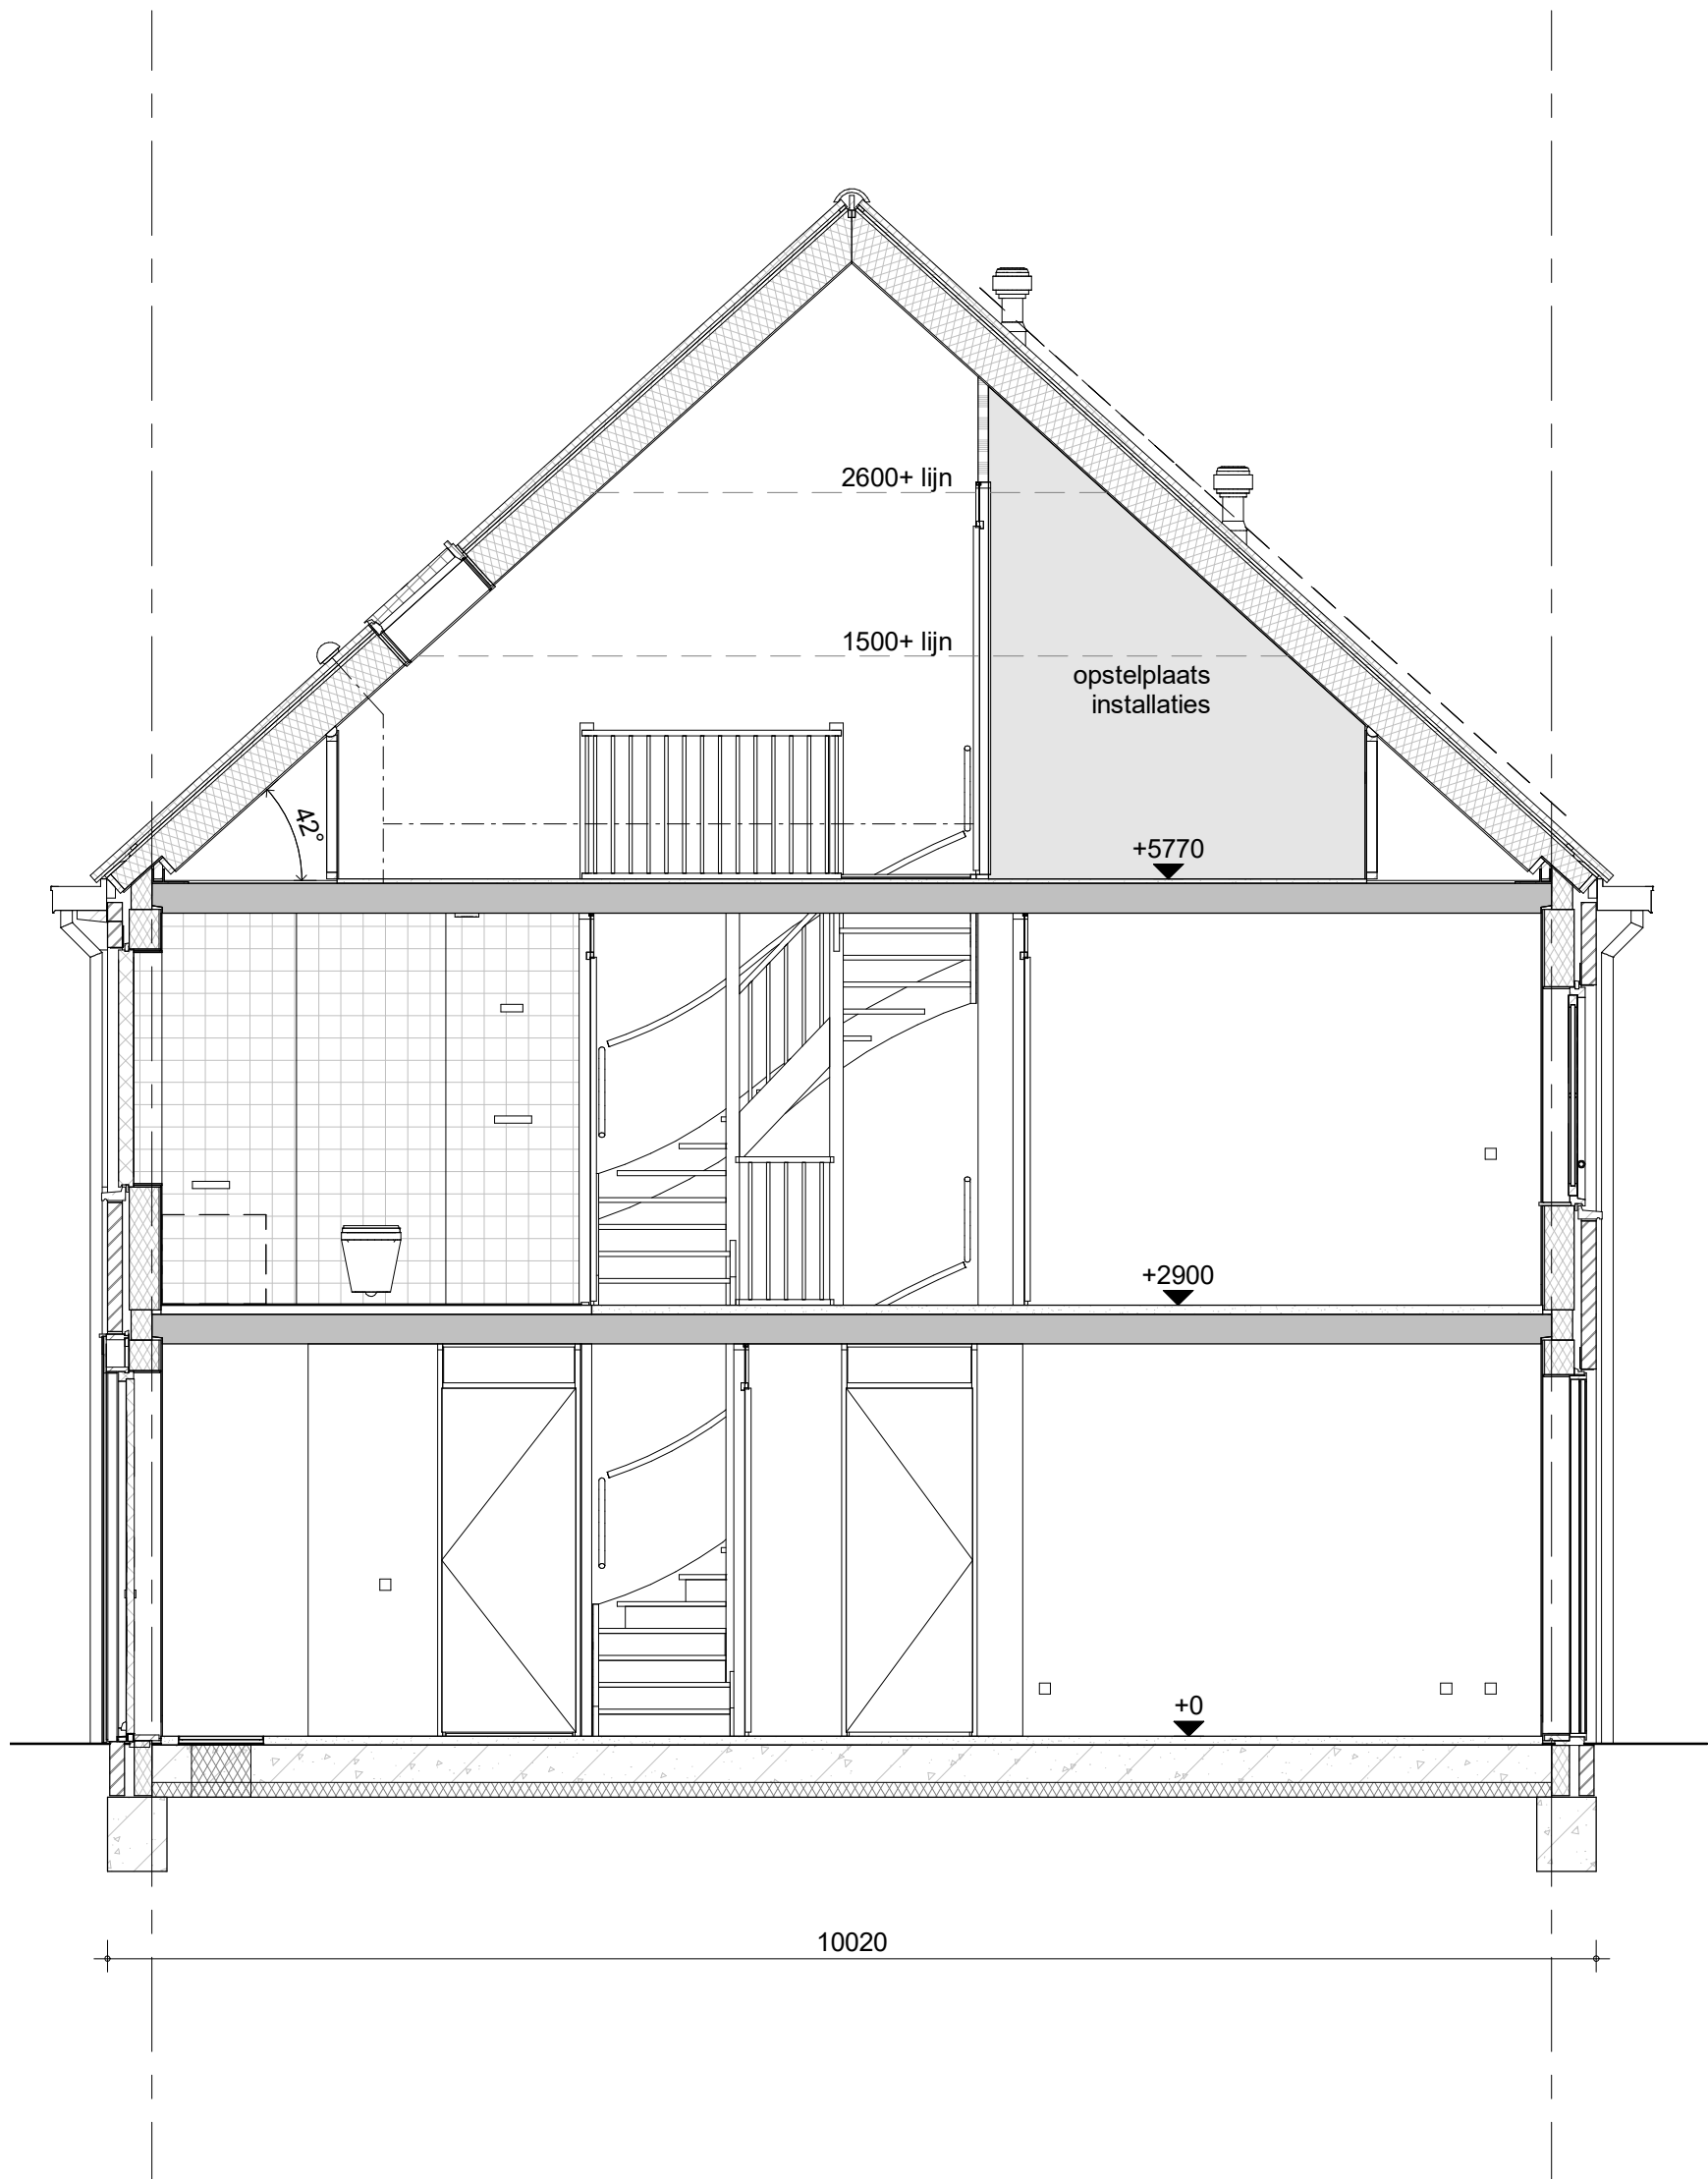 2600+ lijn
1500+ lijn
opstelplaats
installaties
42°
+5770
+2900
+0
10020